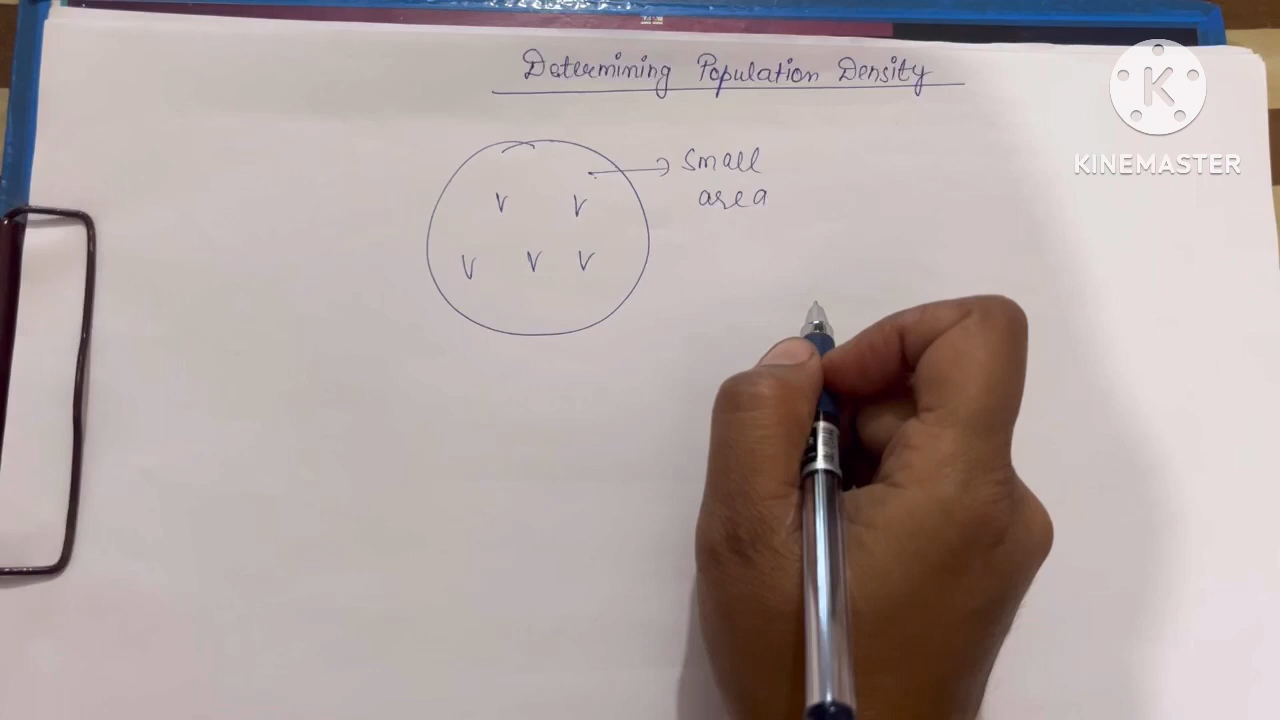 Determining Population Density
Small
area
V V
V V V
K
KINEMASTER